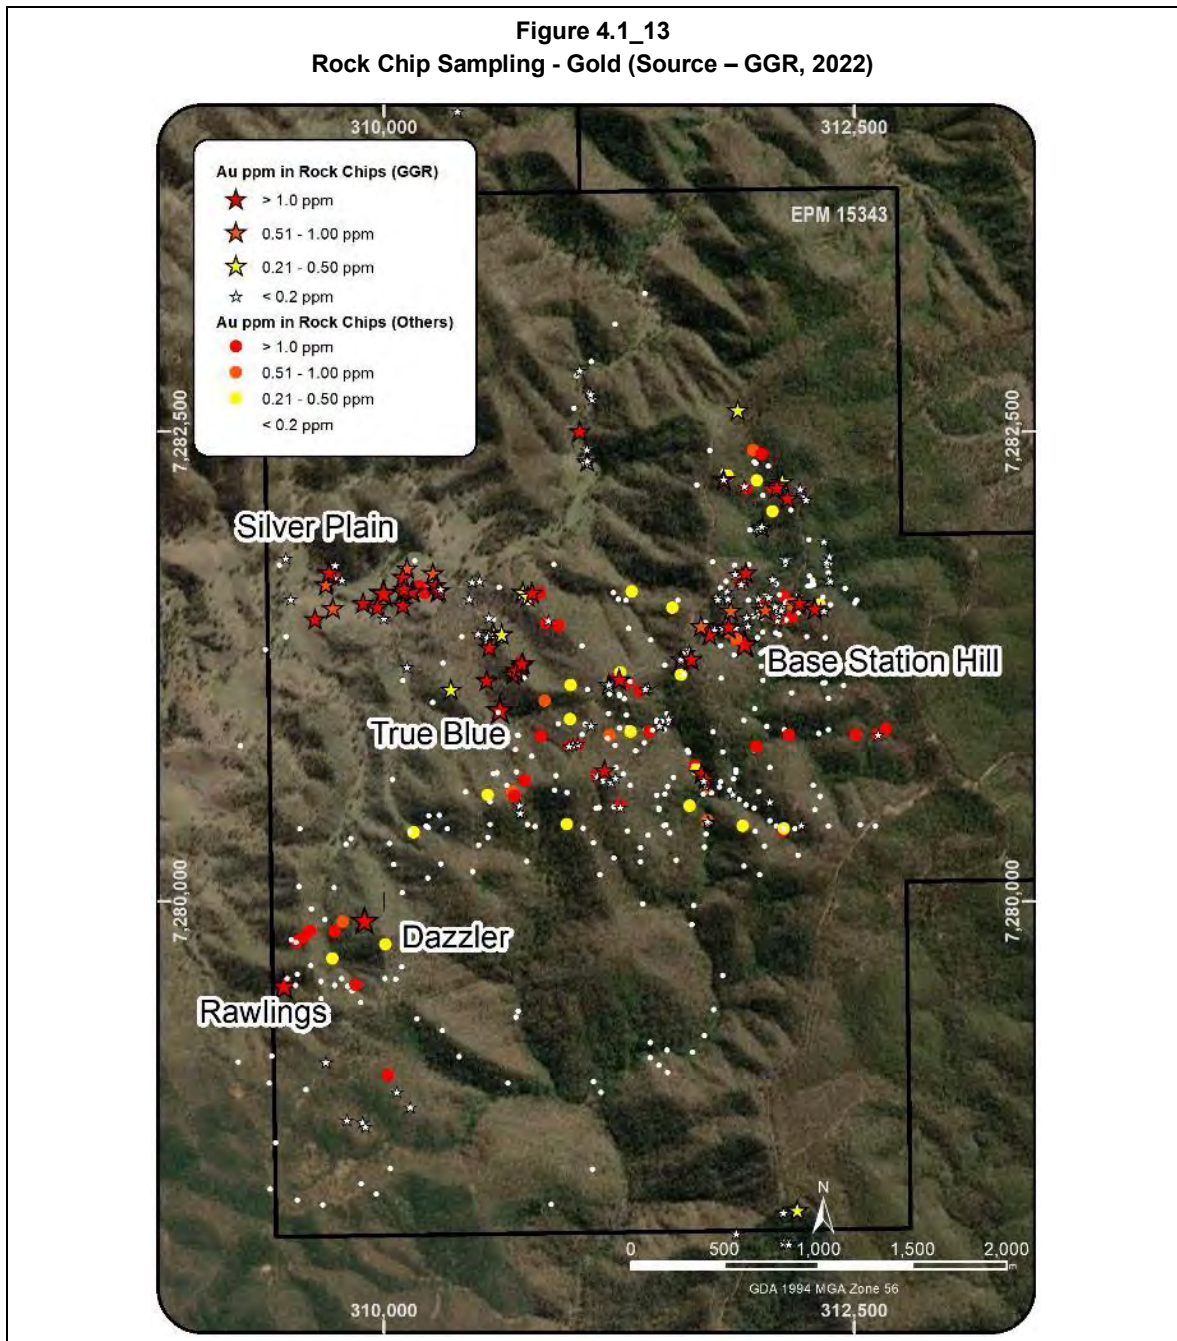 Figure 4.1_13
Rock Chip Sampling - Gold (Source – GGR, 2022)
310,000
312,500
Au ppm in Rock Chips (GGR)
> 1.0 ppm
0.51 - 1.00 ppm
0.21 - 0.50 ppm
< 0.2 ppm
Au ppm in Rock Chips (Others)
> 1.0 ppm
0.51 - 1.00 ppm
0.21 - 0.50 ppm
< 0.2 ppm
EPM 15343
7,282,500
7,282,500
Silver Plain
Base Station Hill
True Blue
7,280,000
7,280,000
Dazzler
Rawlings
N
0 500 1,000 1,500 2,000
m
GDA 1994 MGA Zone 56
310,000
312,500